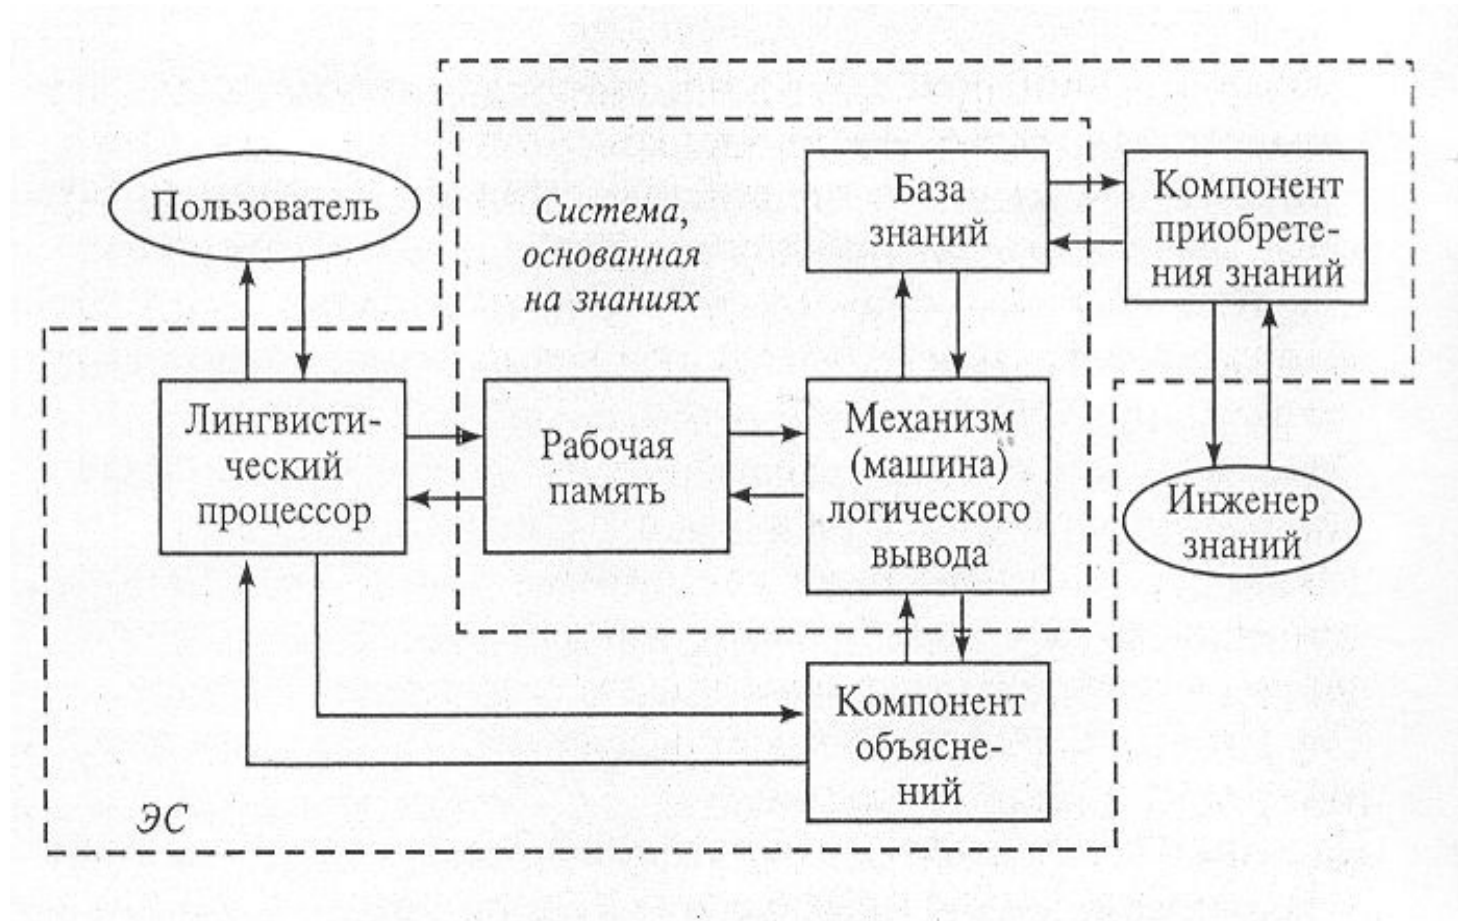 Пользователь
Система,
основанная
на знаниях
База
знаний
Компонент
приобрете-
ния знаний
Лингвисти-
ческий
процессор
Рабочая
память
Механизм
(машина)
логического
вывода
Инженер
знаний
Компонент
объясне-
ний
ЭС